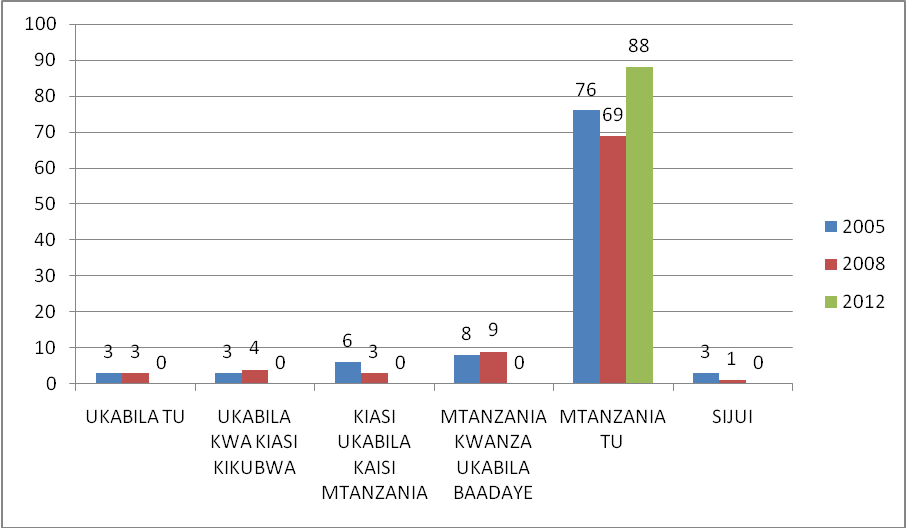 100
90
80
70
60
50
40
30
20
10
0
3 3 0
3 4 0
6 3 0
8 9 0
76 69 88
3 1 0
UKABILA TU
UKABILA
KWA KIASI
KIKUBWA
KIASI
UKABILA
KAISI
MTANZANIA
MTANZANIA
KWANZA
UKABILA
BAADAYE
MTANZANIA
TU
SIJUI
2005
2008
2012